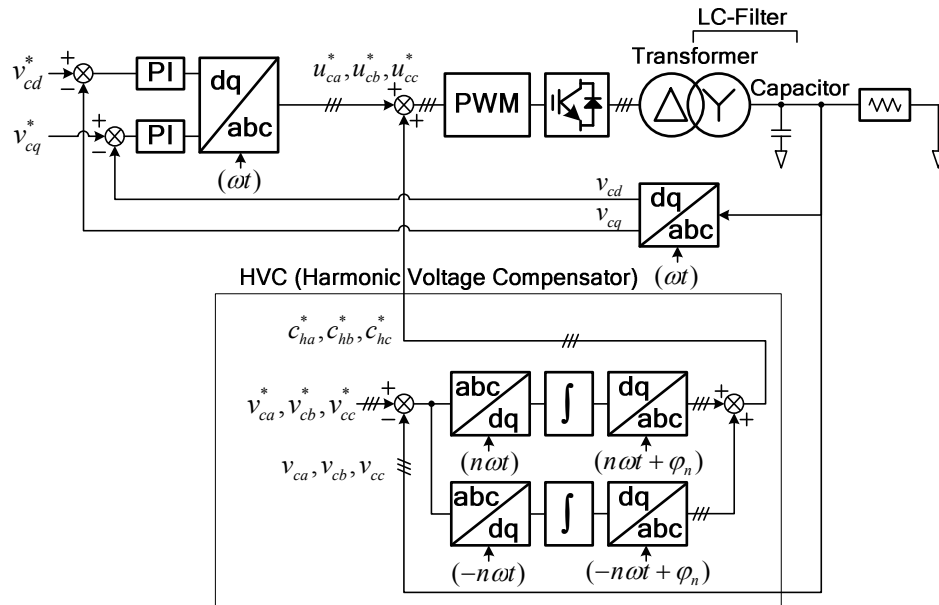 LC-Filter
Transformer
Capacitor
v*cd
+
−
PI
dq
abc
u*ca, u*cb, u*cc
+
+
PWM
Δ
Y
v*cq
+
−
PI
(ωt)
vcd
vcq
dq
abc
(ωt)
HVC (Harmonic Voltage Compensator)
c*ha, c*hb, c*hc
v*ca, v*cb, v*cc
+
−
abc
dq
∫
dq
abc
+
+
(nωt)
(nωt + φn)
vca, vcb, vcc
abc
dq
∫
dq
abc
(−nωt)
(−nωt + φn)